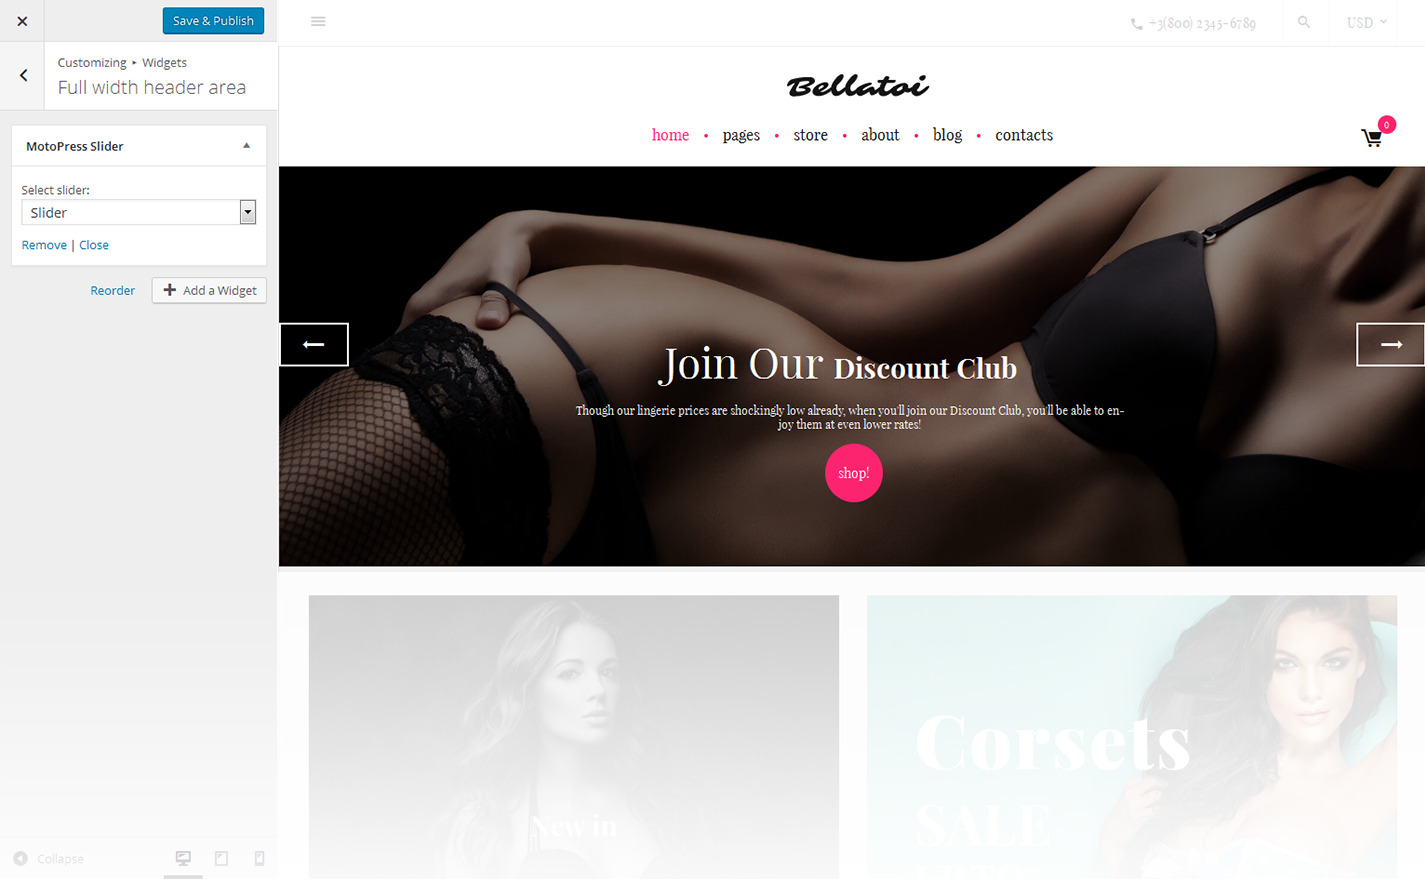 Save & Publish
Customizing ▸ Widgets
Full width header area
MotoPress Slider
Select slider:
Slider
Remove | Close
Reorder
Add a Widget
Collapse
+3(800) 2345-6789
USD
Bellatoi
home • pages • store • about • blog • contacts
0
Join Our Discount Club
Though our lingerie prices are shockingly low already, when you'll join our Discount Club, you'll be able to en-
joy them at even lower rates!
shop!
New in
Corsets
SALE